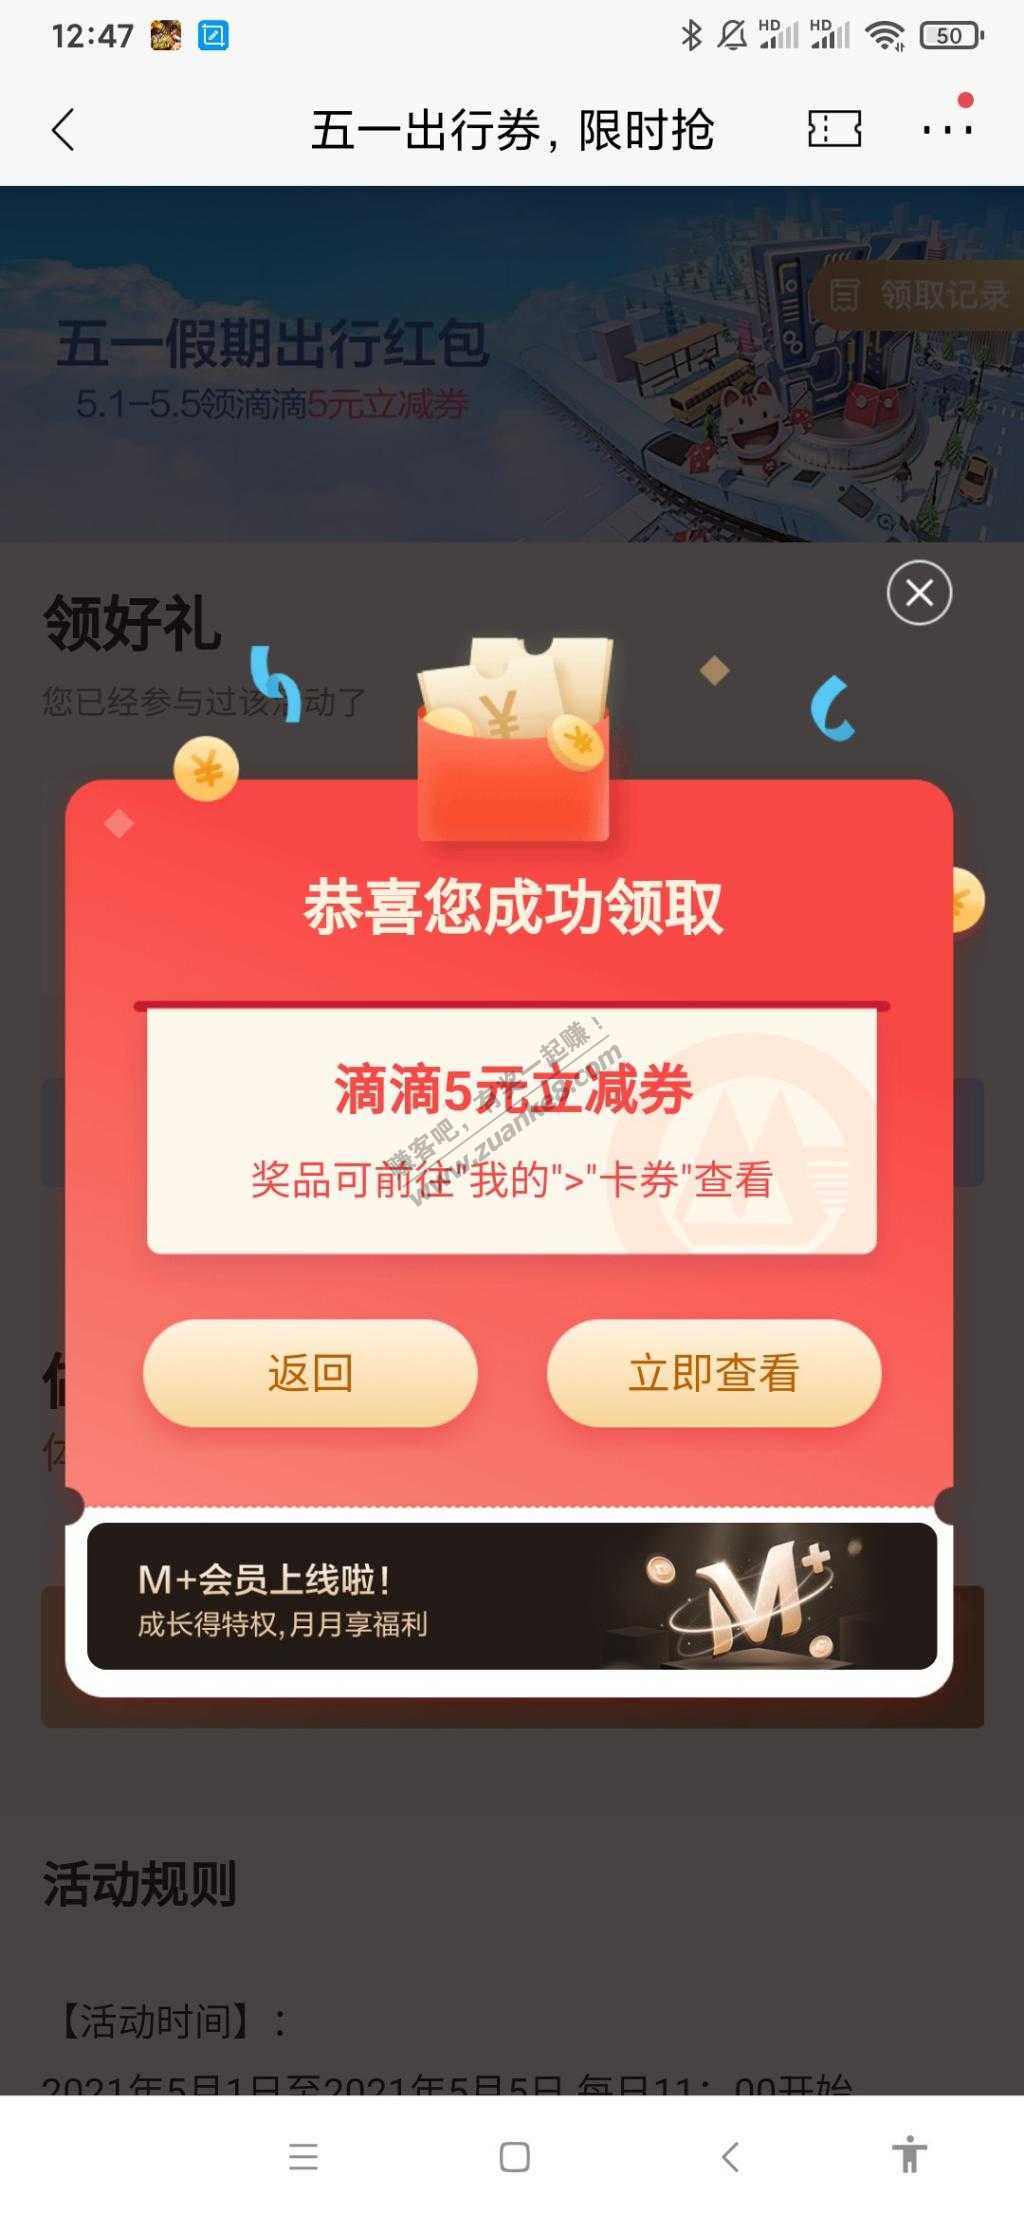 12:47
HD
HD
50
五一出行券, 限时抢
领取记录
五一假期出行红包
5.1-5.5领滴滴5元立减券
领好礼
您已经参与过该活动了
恭喜您成功领取
滴滴5元立减券
奖品可前往"我的">"卡券"查看
赚客吧，有奖一起赚！
www.zuanke8.com
返回
立即查看
M+会员上线啦!
成长得特权,月月享福利
M+
活动规则
【活动时间】：
2021年5月1日至2021年5月5日 每日11：00开始